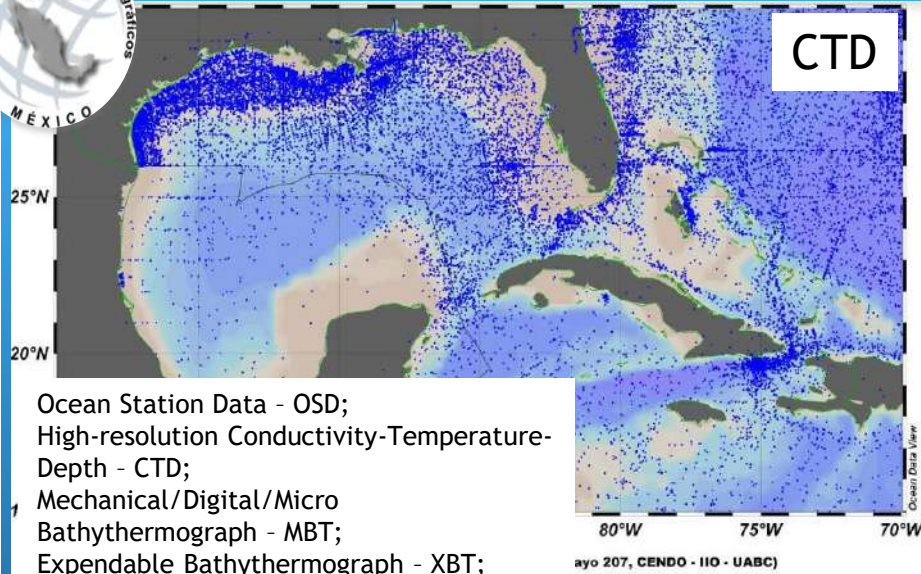 gráficos
MÉXICO
CTD
25°N
20°N
Ocean Station Data – OSD;
High-resolution Conductivity-Temperature-
Depth – CTD;
Mechanical/Digital/Micro
Bathythermograph – MBT;
Expendable Bathythermograph – XBT;
Ocean Data View
80°W
75°W
70°W
ayo 207, CENDO - IIO - UABC)